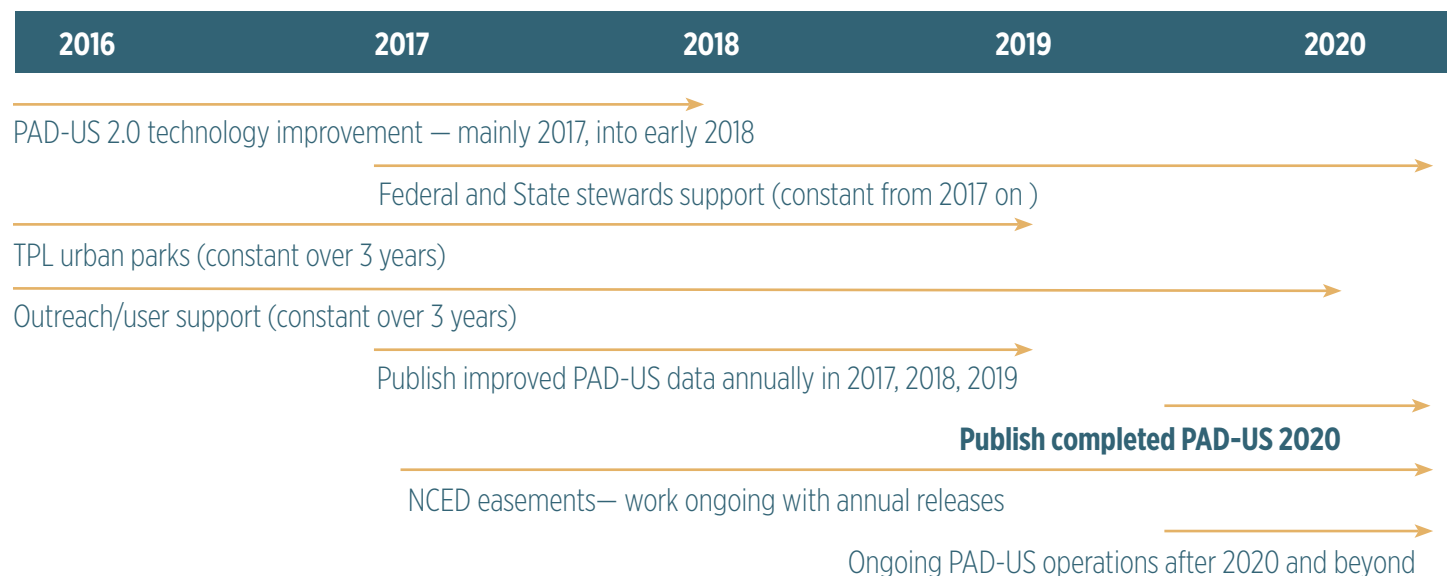 2016 2017 2018 2019 2020
PAD-US 2.0 technology improvement — mainly 2017, into early 2018
Federal and State stewards support (constant from 2017 on )
TPL urban parks (constant over 3 years)
Outreach/user support (constant over 3 years)
Publish improved PAD-US data annually in 2017, 2018, 2019
Publish completed PAD-US 2020
NCED easements— work ongoing with annual releases
Ongoing PAD-US operations after 2020 and beyond